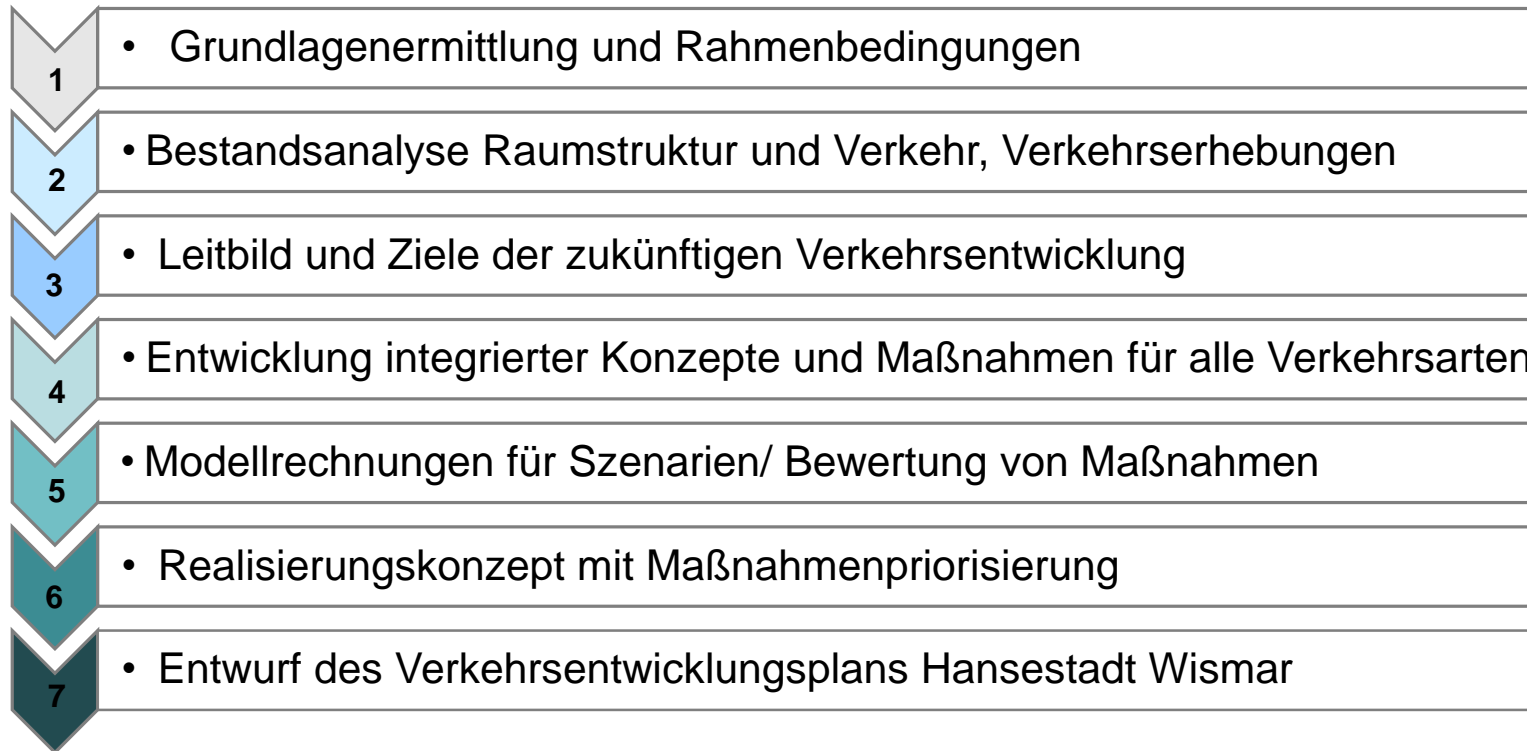 1 • Grundlagenermittlung und Rahmenbedingungen
2 • Bestandsanalyse Raumstruktur und Verkehr, Verkehrserhebungen
3 • Leitbild und Ziele der zukünftigen Verkehrsentwicklung
4 • Entwicklung integrierter Konzepte und Maßnahmen für alle Verkehrsarten
5 • Modellrechnungen für Szenarien/ Bewertung von Maßnahmen
6 • Realisierungskonzept mit Maßnahmenpriorisierung
7 • Entwurf des Verkehrsentwicklungsplans Hansestadt Wismar